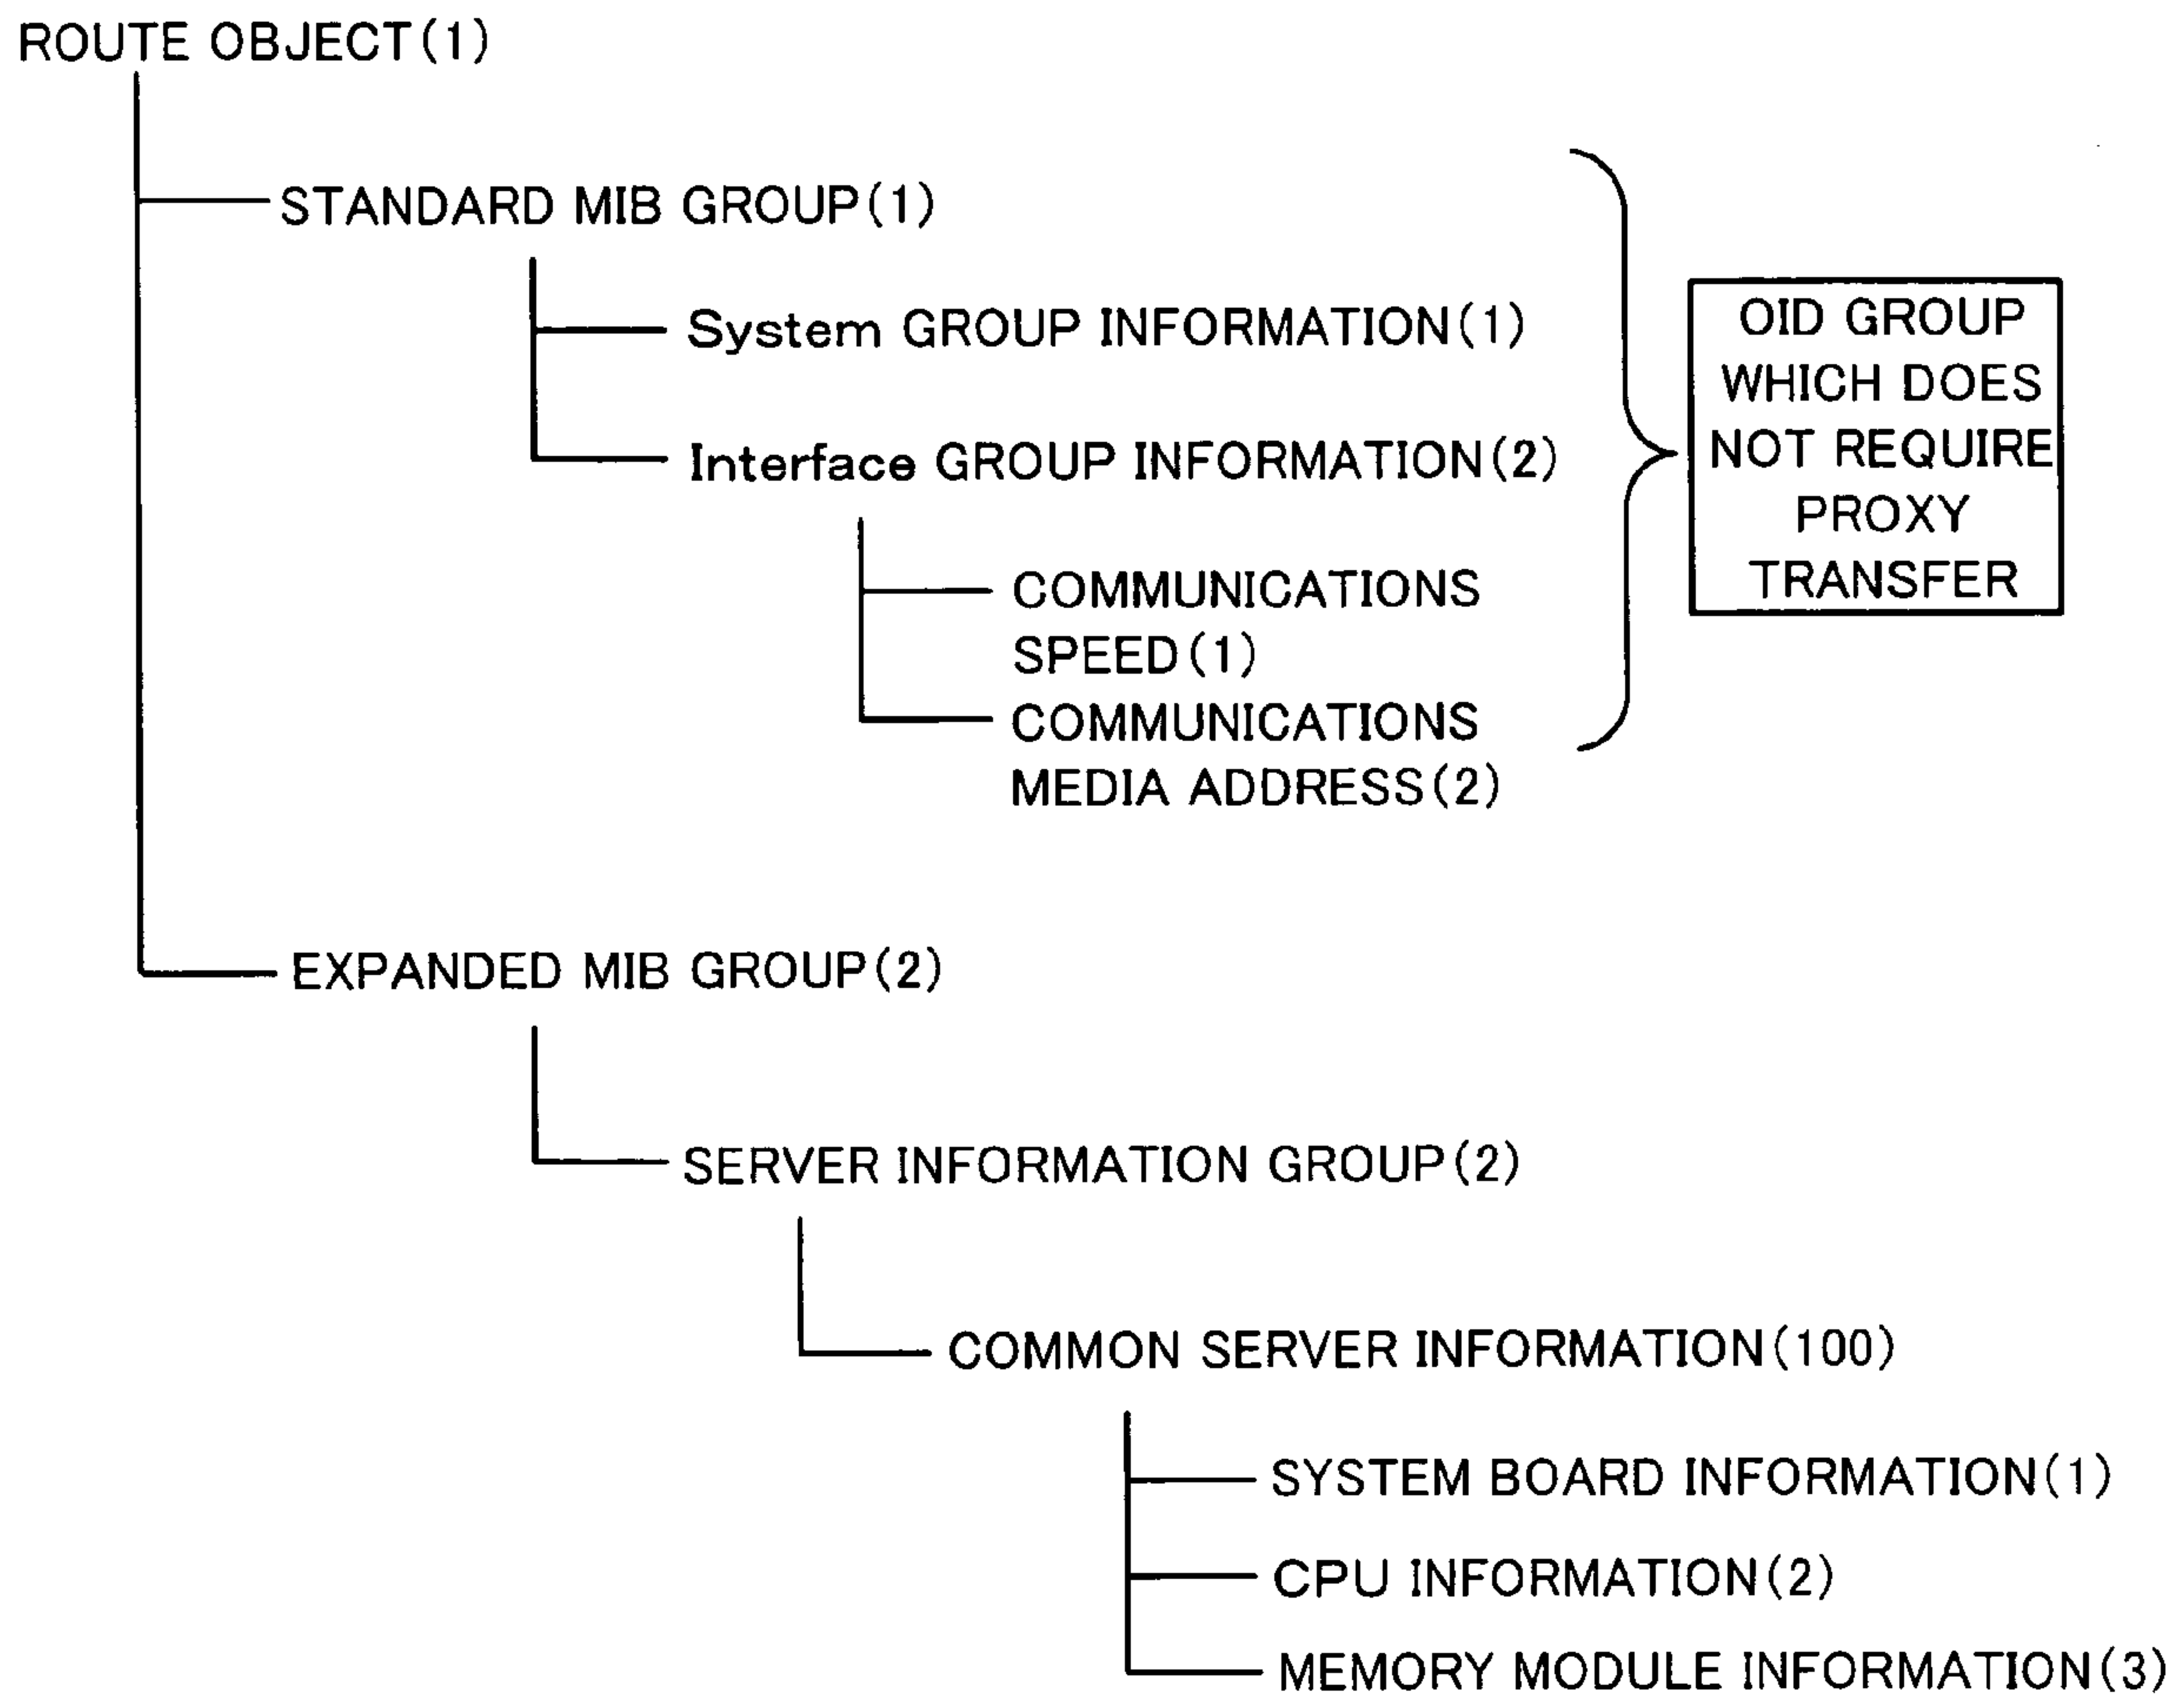 ROUTE OBJECT(1)
STANDARD MIB GROUP(1)
System GROUP INFORMATION(1)
Interface GROUP INFORMATION(2)
COMMUNICATIONS
SPEED(1)
COMMUNICATIONS
MEDIA ADDRESS(2)
OID GROUP
WHICH DOES
NOT REQUIRE
PROXY
TRANSFER
EXPANDED MIB GROUP(2)
SERVER INFORMATION GROUP(2)
COMMON SERVER INFORMATION(100)
SYSTEM BOARD INFORMATION(1)
CPU INFORMATION(2)
MEMORY MODULE INFORMATION(3)